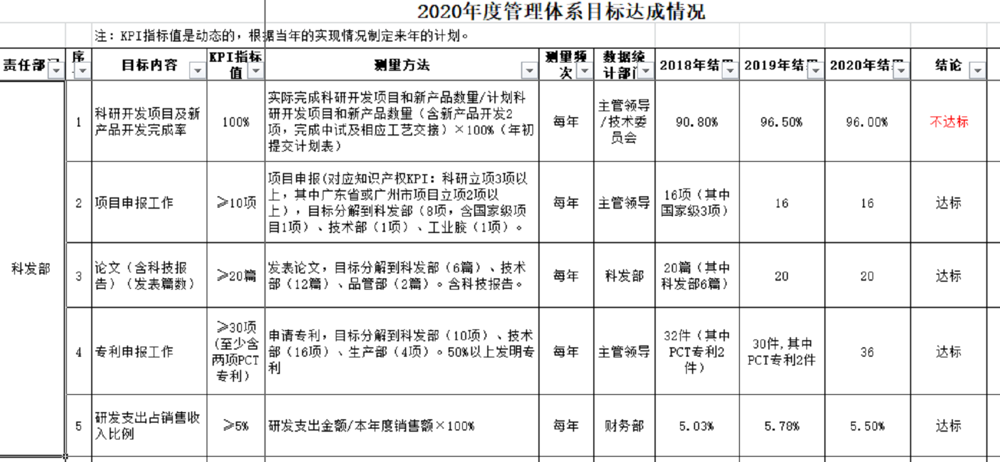 2020年度管理体系目标达成情况
注：KPI指标值是动态的，根据当年的实现情况制定来年的计划。
责任部门 序 目标内容 KPI指标值 测量方法 测量频次 数据统计部门 2018年结果 2019年结果 2020年结果 结论
科发部
1
科研开发项目及新
产品开发完成率
100%
实际完成科研开发项目和新产品数量/计划科
研开发项目和新产品数量（含新产品开发2
项，完成中试及相应工艺交接）×100%（年初
提交计划表）
每年
主管领导
/技术委
员会
90.80%
96.50%
96.00%
不达标
2
项目申报工作
≥10项
项目申报(对应知识产权KPI：科研立项3项以
上，其中广东省或广州市项目立项2项以
上），目标分解到科发部（8项，含国家级项
目1项）、技术部（1项）、工业胶（1项）。
每年
主管领导
16项（其中
国家级3项）
16
16
达标
3
论文（含科技报
告）（发表篇数）
≥20篇
发表论文，目标分解到科发部（6篇）、技术
部（12篇）、品管部（2篇）。含科技报告。
每年
科发部
20篇（其中
科发部6篇）
20
20
达标
4
专利申报工作
≥30项
（至少含
两项PCT
专利）
申请专利，目标分解到科发部（10项）、技术
部（16项）、生产部（4项）。50%以上发明专
利
每年
主管领导
32件（其中
PCT专利2
件）
30件,其中
PCT专利2件
36
达标
5
研发支出占销售收
入比例
≥5%
研发支出金额/本年度销售额×100%
每年
财务部
5.03%
5.78%
5.50%
达标